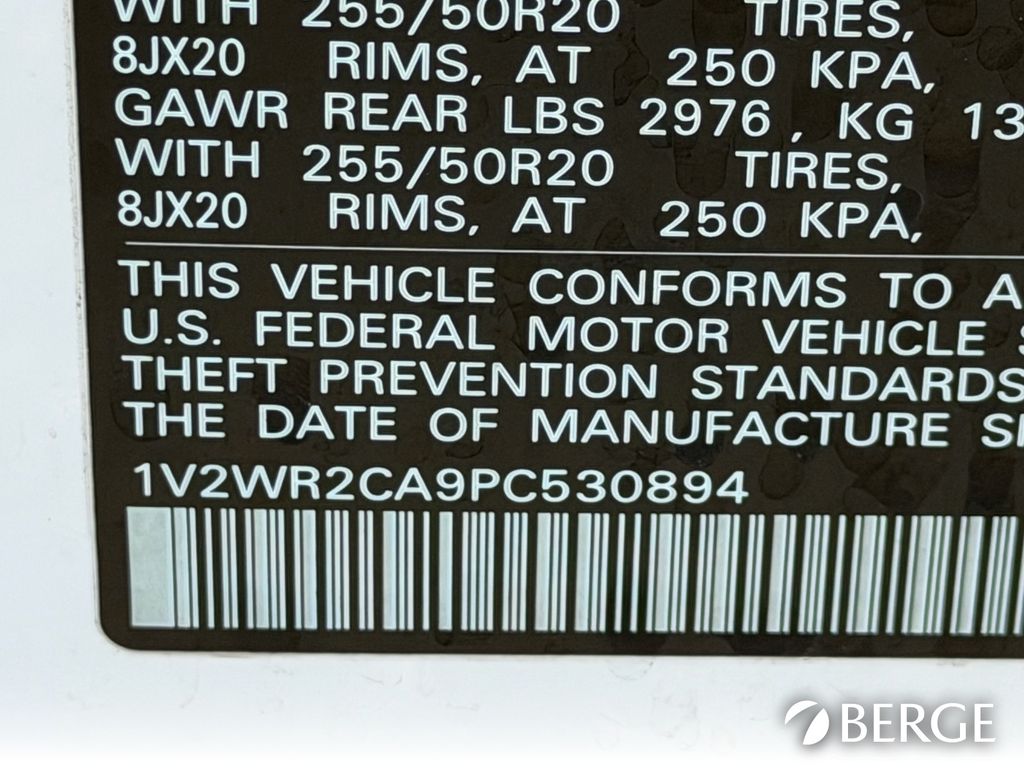 WITH 255/50R20 TIRES,
8JX20 RIMS, AT 250 KPA,
GAWR REAR LBS 2976, KG 13
WITH 255/50R20 TIRES,
8JX20 RIMS, AT 250 KPA,
THIS VEHICLE CONFORMS TO A
U.S. FEDERAL MOTOR VEHICLE S
THEFT PREVENTION STANDARDS
THE DATE OF MANUFACTURE S
1V2WR2CA9PC530894
BERGE